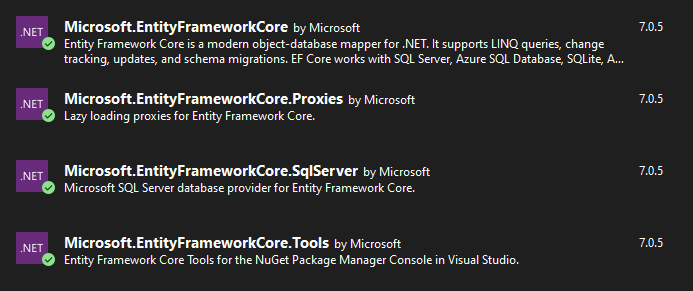 .NET
Microsoft.EntityFrameworkCore by Microsoft 7.0.5
Entity Framework Core is a modern object-database mapper for .NET. It supports LINQ queries, change
tracking, updates, and schema migrations. EF Core works with SQL Server, Azure SQL Database, SQLite, A...
.NET
Microsoft.EntityFrameworkCore.Proxies by Microsoft 7.0.5
Lazy loading proxies for Entity Framework Core.
.NET
Microsoft.EntityFrameworkCore.SqlServer by Microsoft 7.0.5
Microsoft SQL Server database provider for Entity Framework Core.
.NET
Microsoft.EntityFrameworkCore.Tools by Microsoft 7.0.5
Entity Framework Core Tools for the NuGet Package Manager Console in Visual Studio.